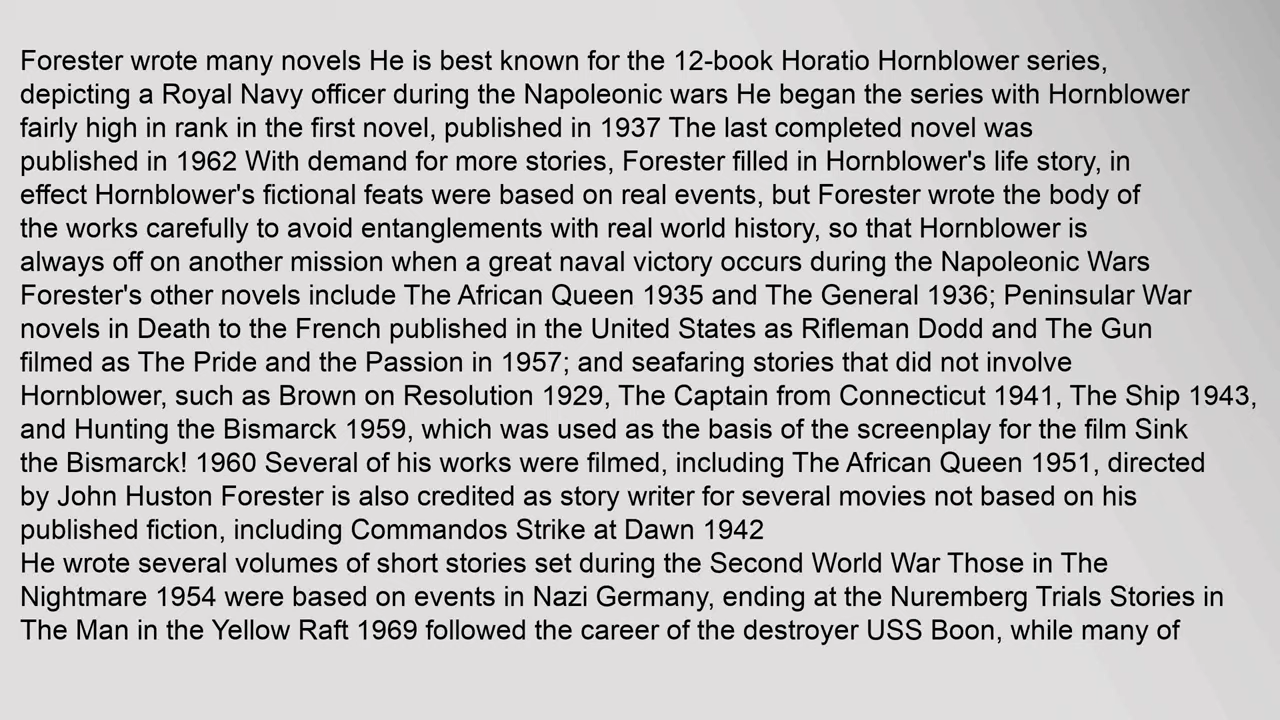 Forester wrote many novels He is best known for the 12-book Horatio Hornblower series,
depicting a Royal Navy officer during the Napoleonic wars He began the series with Hornblower
fairly high in rank in the first novel, published in 1937 The last completed novel was
published in 1962 With demand for more stories, Forester filled in Hornblower's life story, in
effect Hornblower's fictional feats were based on real events, but Forester wrote the body of
the works carefully to avoid entanglements with real world history, so that Hornblower is
always off on another mission when a great naval victory occurs during the Napoleonic Wars
Forester's other novels include The African Queen 1935 and The General 1936; Peninsular War
novels in Death to the French published in the United States as Rifleman Dodd and The Gun
filmed as The Pride and the Passion in 1957; and seafaring stories that did not involve
Hornblower, such as Brown on Resolution 1929, The Captain from Connecticut 1941, The Ship 1943,
and Hunting the Bismarck 1959, which was used as the basis of the screenplay for the film Sink
the Bismarck! 1960 Several of his works were filmed, including The African Queen 1951, directed
by John Huston Forester is also credited as story writer for several movies not based on his
published fiction, including Commandos Strike at Dawn 1942
He wrote several volumes of short stories set during the Second World War Those in The
Nightmare 1954 were based on events in Nazi Germany, ending at the Nuremberg Trials Stories in
The Man in the Yellow Raft 1969 followed the career of the destroyer USS Boon, while many of